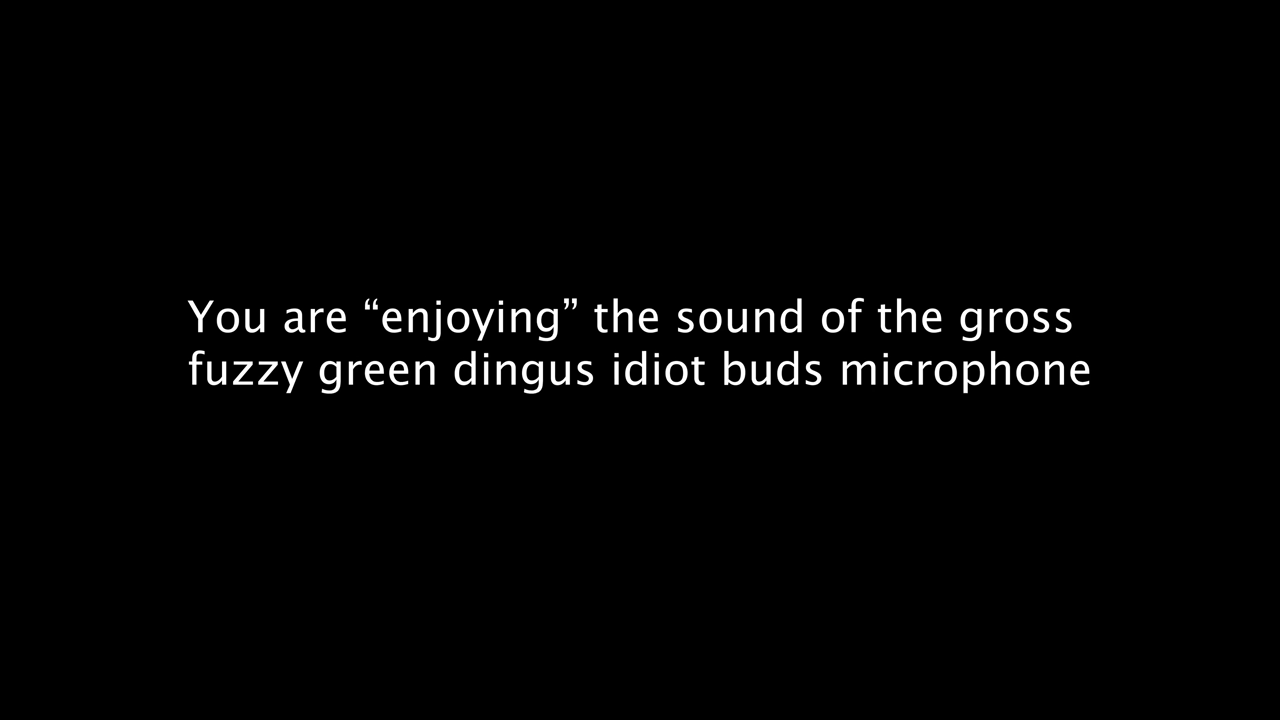 You are “enjoying” the sound of the gross
fuzzy green dingus idiot buds microphone